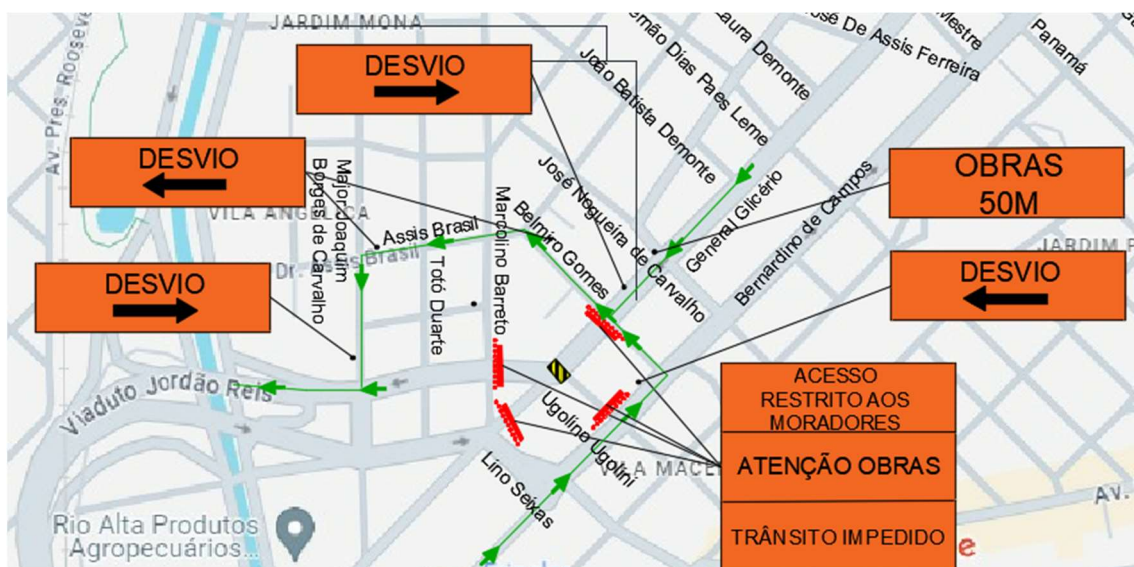 JARDIM MONA
Av. Pres. Roosev
DESVIO
João Batista Demonte
Fernão Dias Paes Leme
Laura Demonte
José De Assis Ferreira
Mestre
Panamá
DESVIO
Major Joaquim
Borges de Carvalho
VILA ANGÉLICA
Assis Brasil
Dr. Assis Brasil
Totó Duarte
Marcolino Barreto
Belmiro Gomes
José Nogueira de Carvalho
General Glicério
Bernardino de Campos
OBRAS
50M
JARDIM
DESVIO
DESVIO
Viaduto Jordão Reis
Lino Seixas
Ugolino Ugolini
VILA MACE
ACESSO
RESTRITO AOS
MORADORES
ATENÇÃO OBRAS
TRÂNSITO IMPEDIDO
Av.
Rio Alta Produtos
Agropecuários...
e